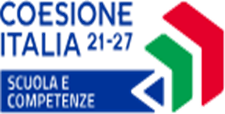 COESIONE
ITALIA 21-27
SCUOLA E
COMPETENZE